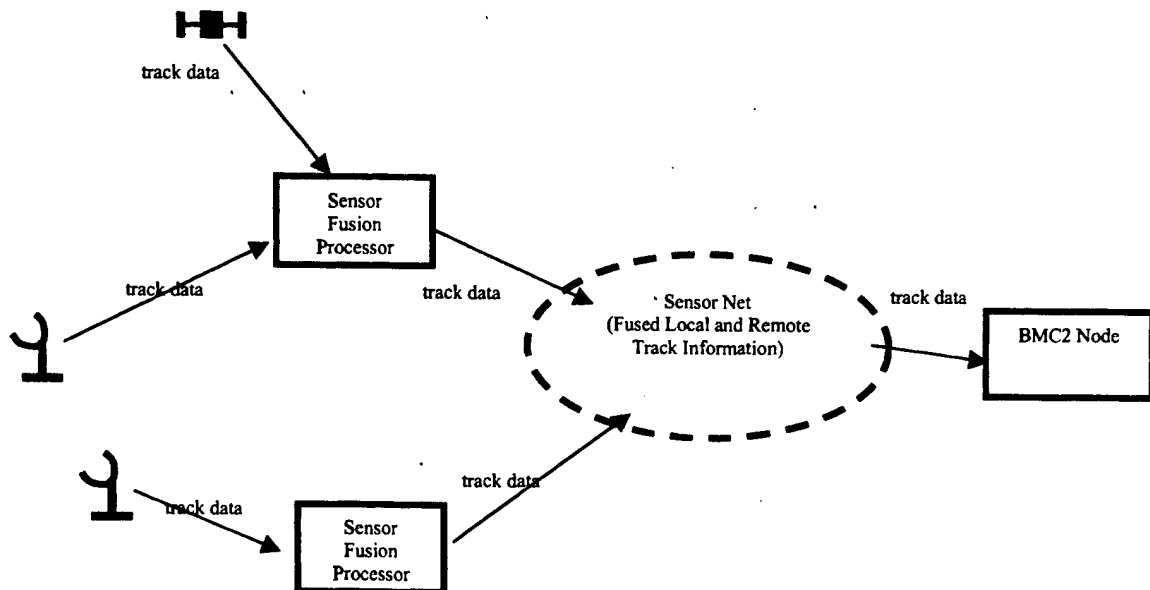 track data
Sensor
Fusion
Processor
track data
track data
Sensor Net
(Fused Local and Remote
Track Information)
track data
BMC2 Node
track data
track data
Sensor
Fusion
Processor